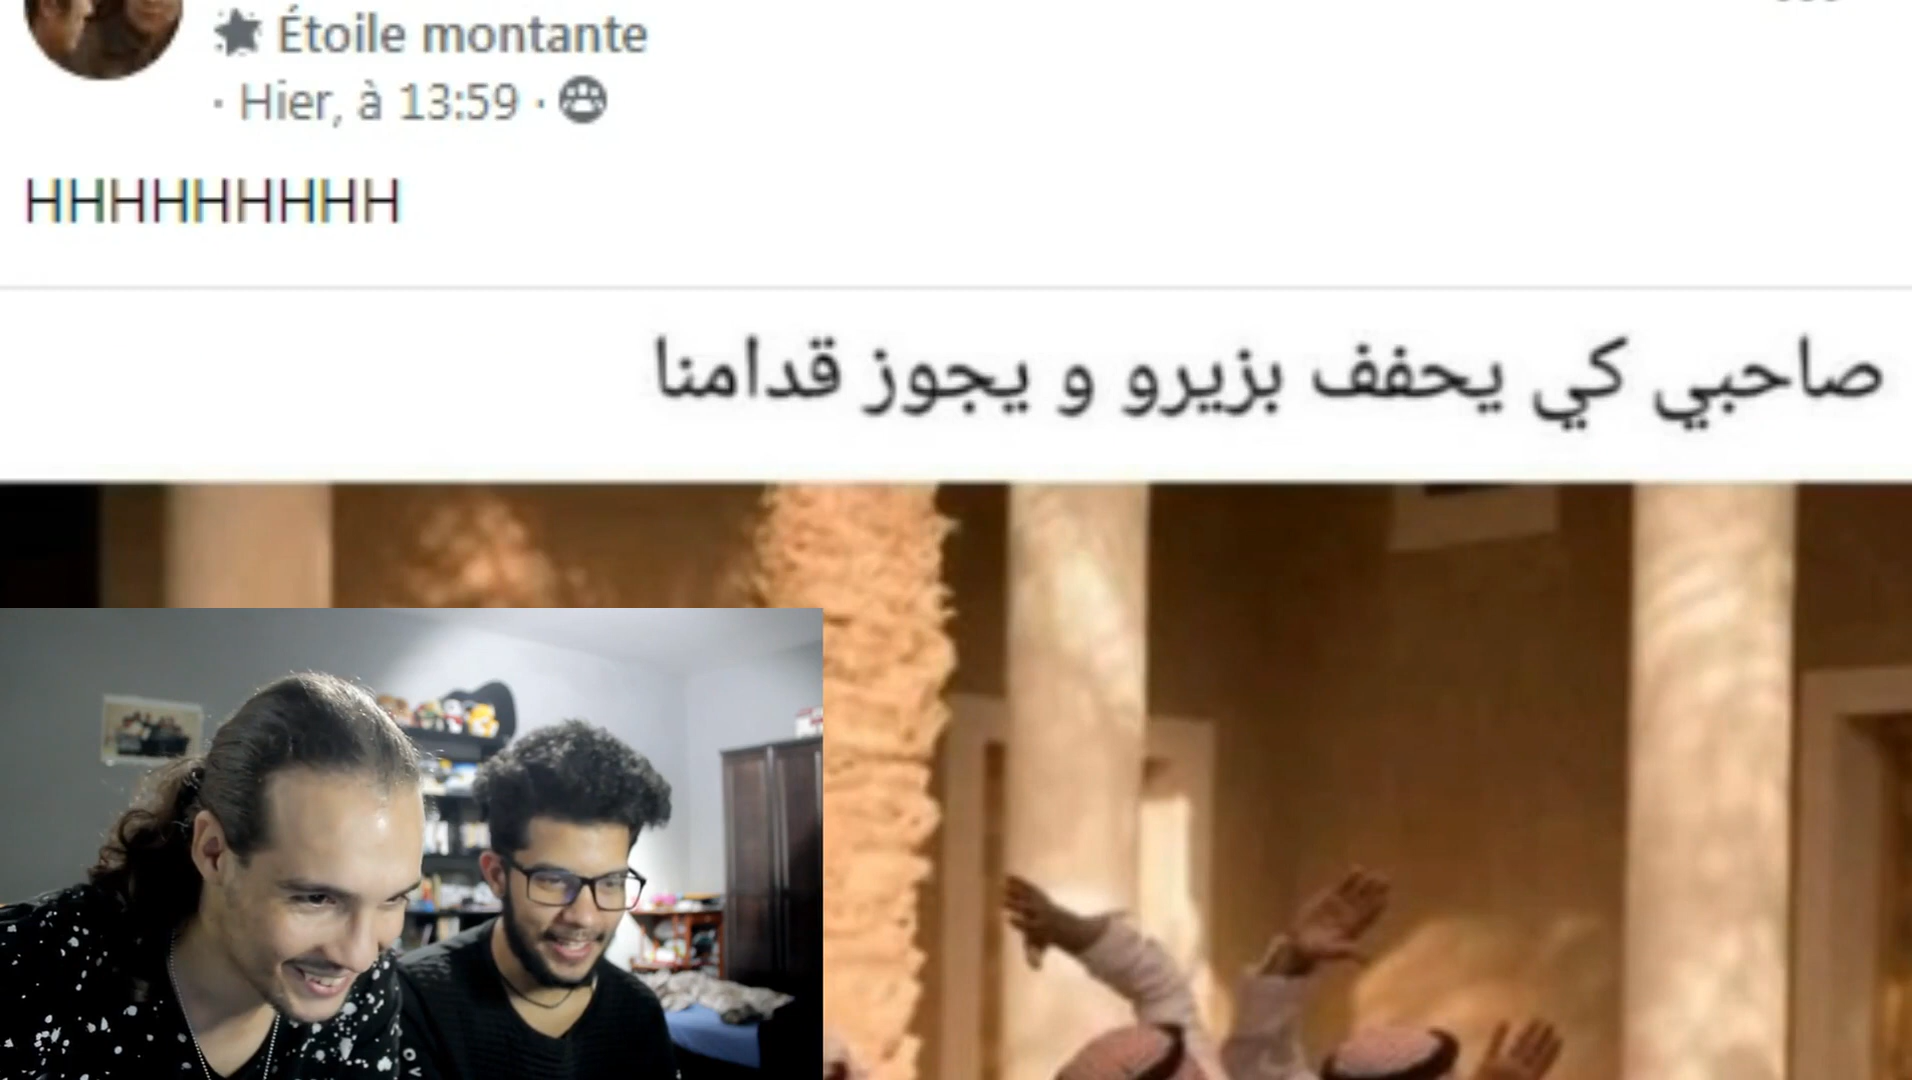 Étoile montante
· Hier, à 13:59 ·
HHHHHHHHH
صاحبي كي يحفف بزيرو و يجوز قدامنا